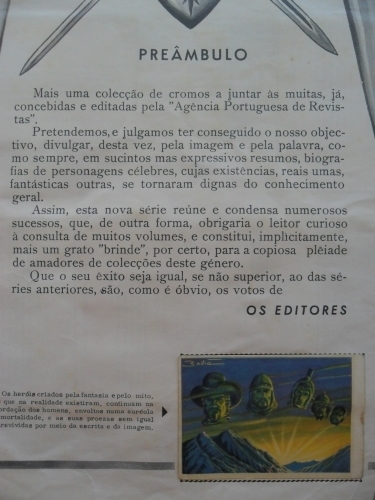 PREÂMBULO
Mais uma colecção de cromos a juntar às muitas, já,
concebidas e editadas pela "Agência Portuguesa de Revis-
tas".
Pretendemos, e julgamos ter conseguido o nosso objec-
tivo, divulgar, desta vez, pela imagem e pela palavra, co-
mo sempre, em sucintos mas expressivos resumos, biogra-
fias de personagens célebres, cujas existências, reais umas,
fantásticas outras, se tornaram dignas do conhecimento
geral.
Assim, esta nova série reúne e condensa numerosos
sucessos, que, de outra forma, obrigaria o leitor curioso
à consulta de muitos volumes, e constitui, implìcitamente,
mais um grato "brinde", por certo, para a copiosa plêiade
de amadores de colecções deste género.
Que o seu êxito seja igual, se não superior, ao das sé-
ries anteriores, são, como é óbvio, os votos de
OS EDITORES
Os heróis criados pela fantasia e pelo mito,
que na realidade existiram, continuam na
dos homens, envoltos numa auréola
mortalidade, e as suas proezas sem igual
revividas por meio da escrita e da imagem.